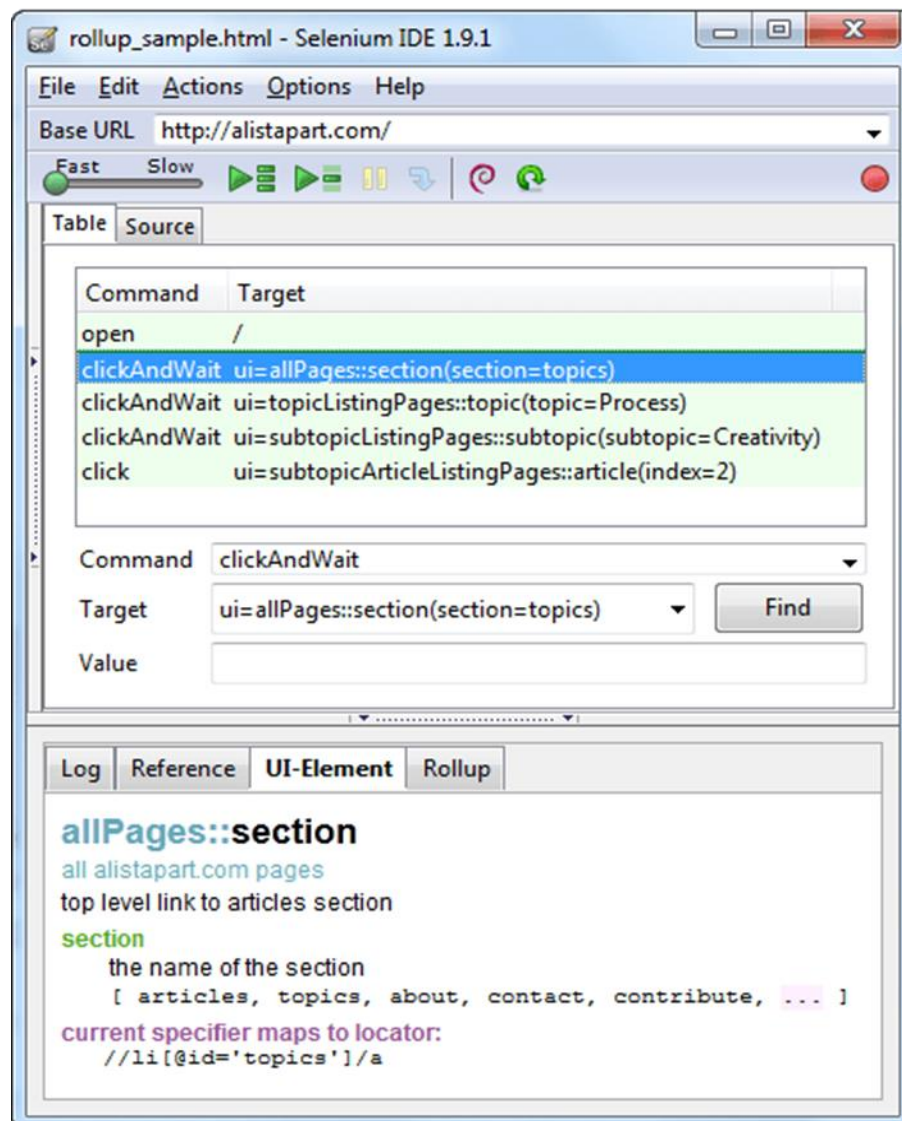 rollup_sample.html - Selenium IDE 1.9.1
File Edit Actions Options Help
Base URL http://alistapart.com/
Fast Slow
Table Source
Command Target
open /
clickAndWait ui=allPages::section(section=topics)
clickAndWait ui=topicListingPages::topic(topic=Process)
clickAndWait ui=subtopicListingPages::subtopic(subtopic=Creativity)
click ui=subtopicArticleListingPages::article(index=2)
Command clickAndWait
Target ui=allPages::section(section=topics) Find
Value
Log Reference UI-Element Rollup
allPages::section
all alistapart.com pages
top level link to articles section
section
the name of the section
[ articles, topics, about, contact, contribute, ... ]
current specifier maps to locator:
//li[@id='topics']/a